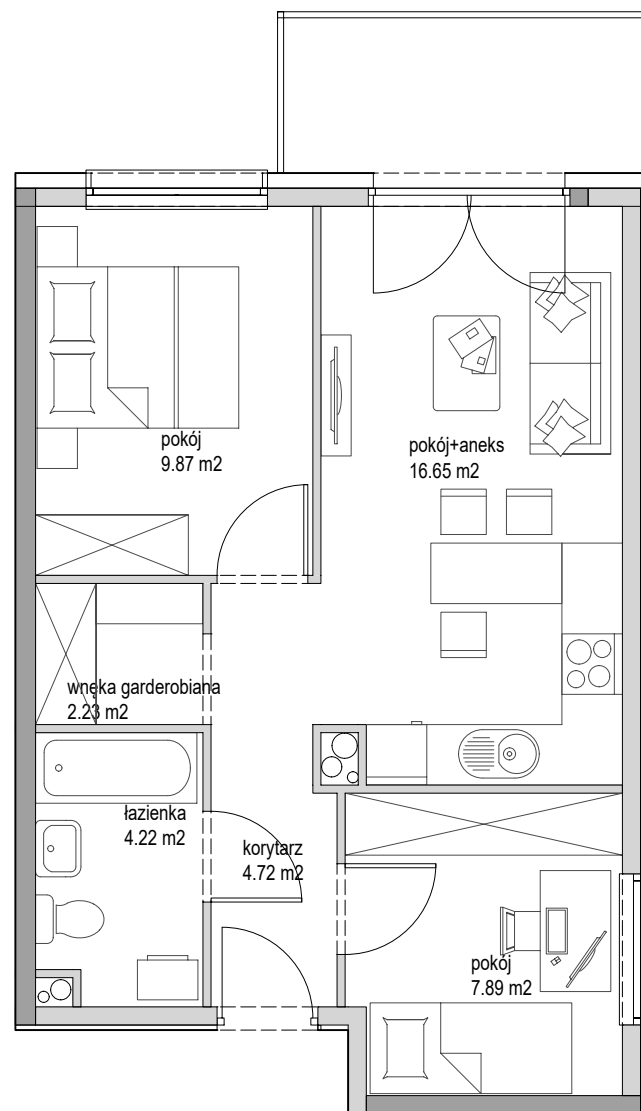 pokój
9.87 m2
pokój+aneks
16.65 m2
wnęka garderobiana
2.23 m2
łazienka
4.22 m2
korytarz
4.72 m2
pokój
7.89 m2